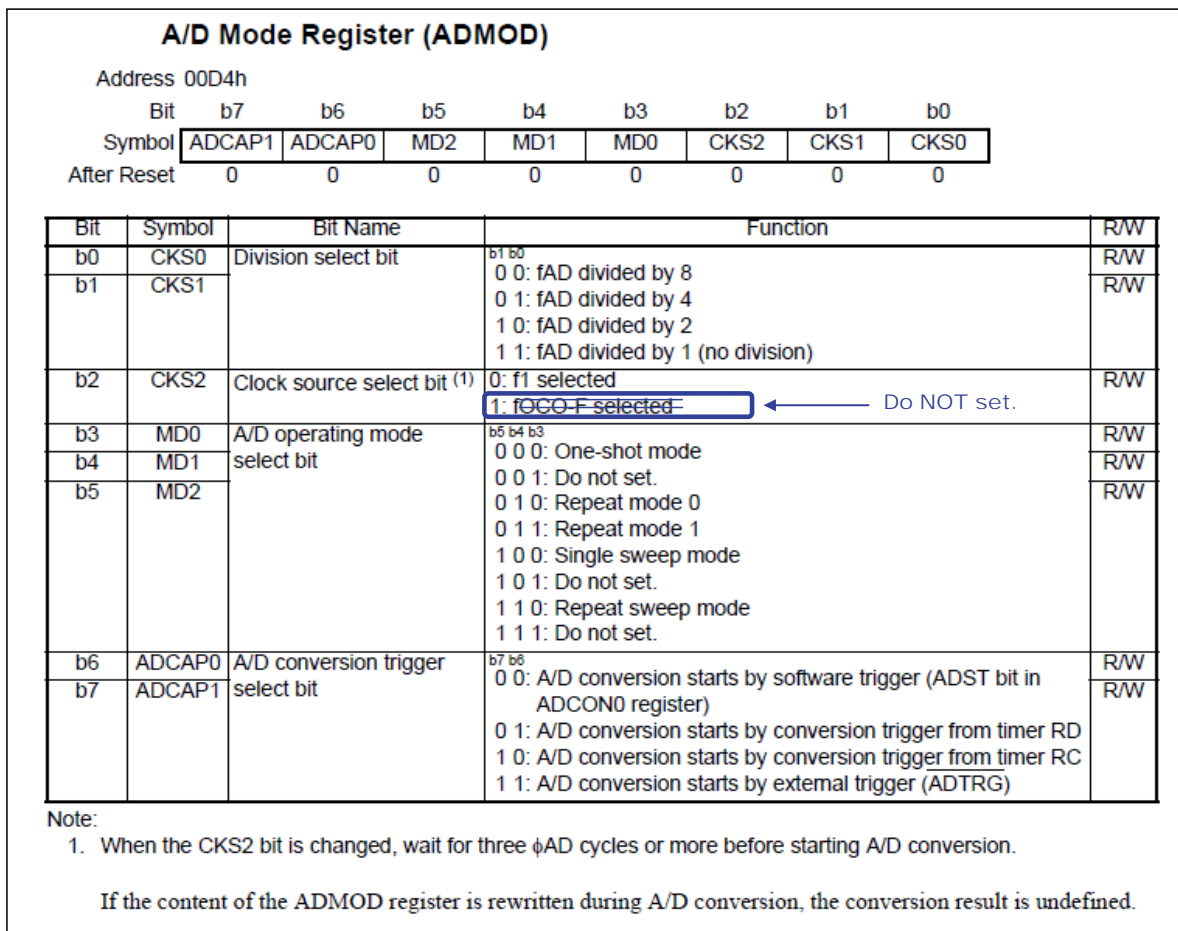 A/D Mode Register (ADMOD)
Address 00D4h
Bit b7 b6 b5 b4 b3 b2 b1 b0
Symbol ADCAP1 ADCAP0 MD2 MD1 MD0 CKS2 CKS1 CKS0
After Reset 0 0 0 0 0 0 0 0
Bit Symbol Bit Name Function R/W
b0 CKS0 Division select bit b1 b0 R/W
0 0: fAD divided by 8
b1 CKS1 R/W
0 1: fAD divided by 4
1 0: fAD divided by 2
1 1: fAD divided by 1 (no division)
b2 CKS2 Clock source select bit (1) 0: f1 selected R/W
1: fOCO-F selected Do NOT set.
b3 MD0 A/D operating mode b5 b4 b3 R/W
0 0 0: One-shot mode
b4 MD1 select bit R/W
0 0 1: Do not set.
b5 MD2 R/W
0 1 0: Repeat mode 0
0 1 1: Repeat mode 1
1 0 0: Single sweep mode
1 0 1: Do not set.
1 1 0: Repeat sweep mode
1 1 1: Do not set.
b6 ADCAP0 A/D conversion trigger b7 b6 R/W
0 0: A/D conversion starts by software trigger (ADST bit in
b7 ADCAP1 select bit ADCON0 register) R/W
0 1: A/D conversion starts by conversion trigger from timer RD
1 0: A/D conversion starts by conversion trigger from timer RC
1 1: A/D conversion starts by external trigger (ADTRG)
Note:
1. When the CKS2 bit is changed, wait for three ϕAD cycles or more before starting A/D conversion.
If the content of the ADMOD register is rewritten during A/D conversion, the conversion result is undefined.